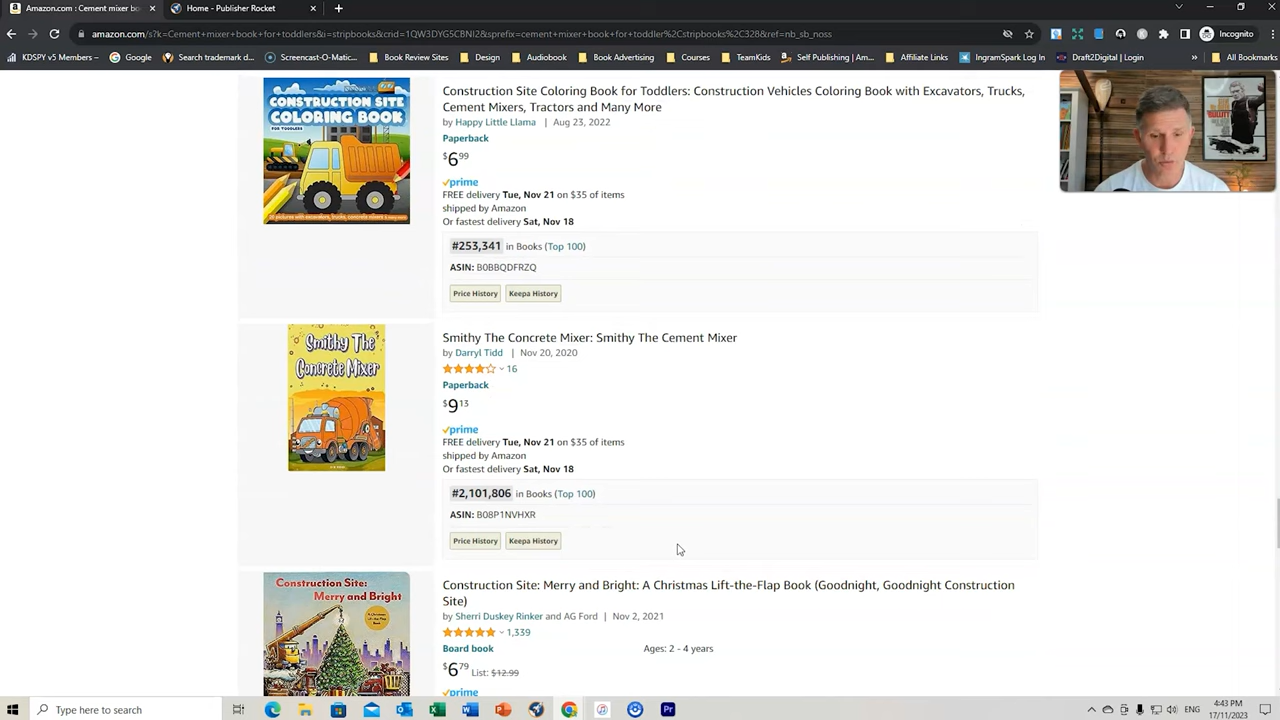 Amazon.com : Cement mixer bo
Home - Publisher Rocket
amazon.com/s?k=Cement+mixer+book+for+toddlers&i=stripbooks&crid=1QW3DYG5CBNI2&sprefix=cement+mixer+book+for+toddler%2Cstripbooks%2C328&ref=nb_sb_noss
Incognito
KDSPY v5 Members –
Google
Search trademark d...
Screencast-O-Matic...
Book Review Sites
Design
Audiobook
Book Advertising
Courses
TeamKids
Self Publishing | Am...
Affiliate Links
IngramSpark Log In
Draft2Digital | Login...
All Bookmarks
CONSTRUCTION SITE
COLORING BOOK
FOR TODDLERS
Construction Site Coloring Book for Toddlers: Construction Vehicles Coloring Book with Excavators, Trucks,
Cement Mixers, Tractors and Many More
by Happy Little Llama | Aug 23, 2022
Paperback
$6 99
prime
FREE delivery Tue, Nov 21 on $35 of items
shipped by Amazon
Or fastest delivery Sat, Nov 18
#253,341 in Books (Top 100)
ASIN: B0BBQDFRZQ
Price History Keepa History
Smithy The
Concrete Mixer
Smithy The Concrete Mixer: Smithy The Cement Mixer
by Darryl Tidd | Nov 20, 2020
16
Paperback
$9 13
prime
FREE delivery Tue, Nov 21 on $35 of items
shipped by Amazon
Or fastest delivery Sat, Nov 18
#2,101,806 in Books (Top 100)
ASIN: B08P1NVHXR
Price History Keepa History
Construction Site:
Merry and Bright
Construction Site: Merry and Bright: A Christmas Lift-the-Flap Book (Goodnight, Goodnight Construction
Site)
by Sherri Duskey Rinker and AG Ford | Nov 2, 2021
1,339
Board book
Ages: 2 - 4 years
$6 79 List: $12.99
prime
Type here to search
ENG
4:43 PM
17/11/2023